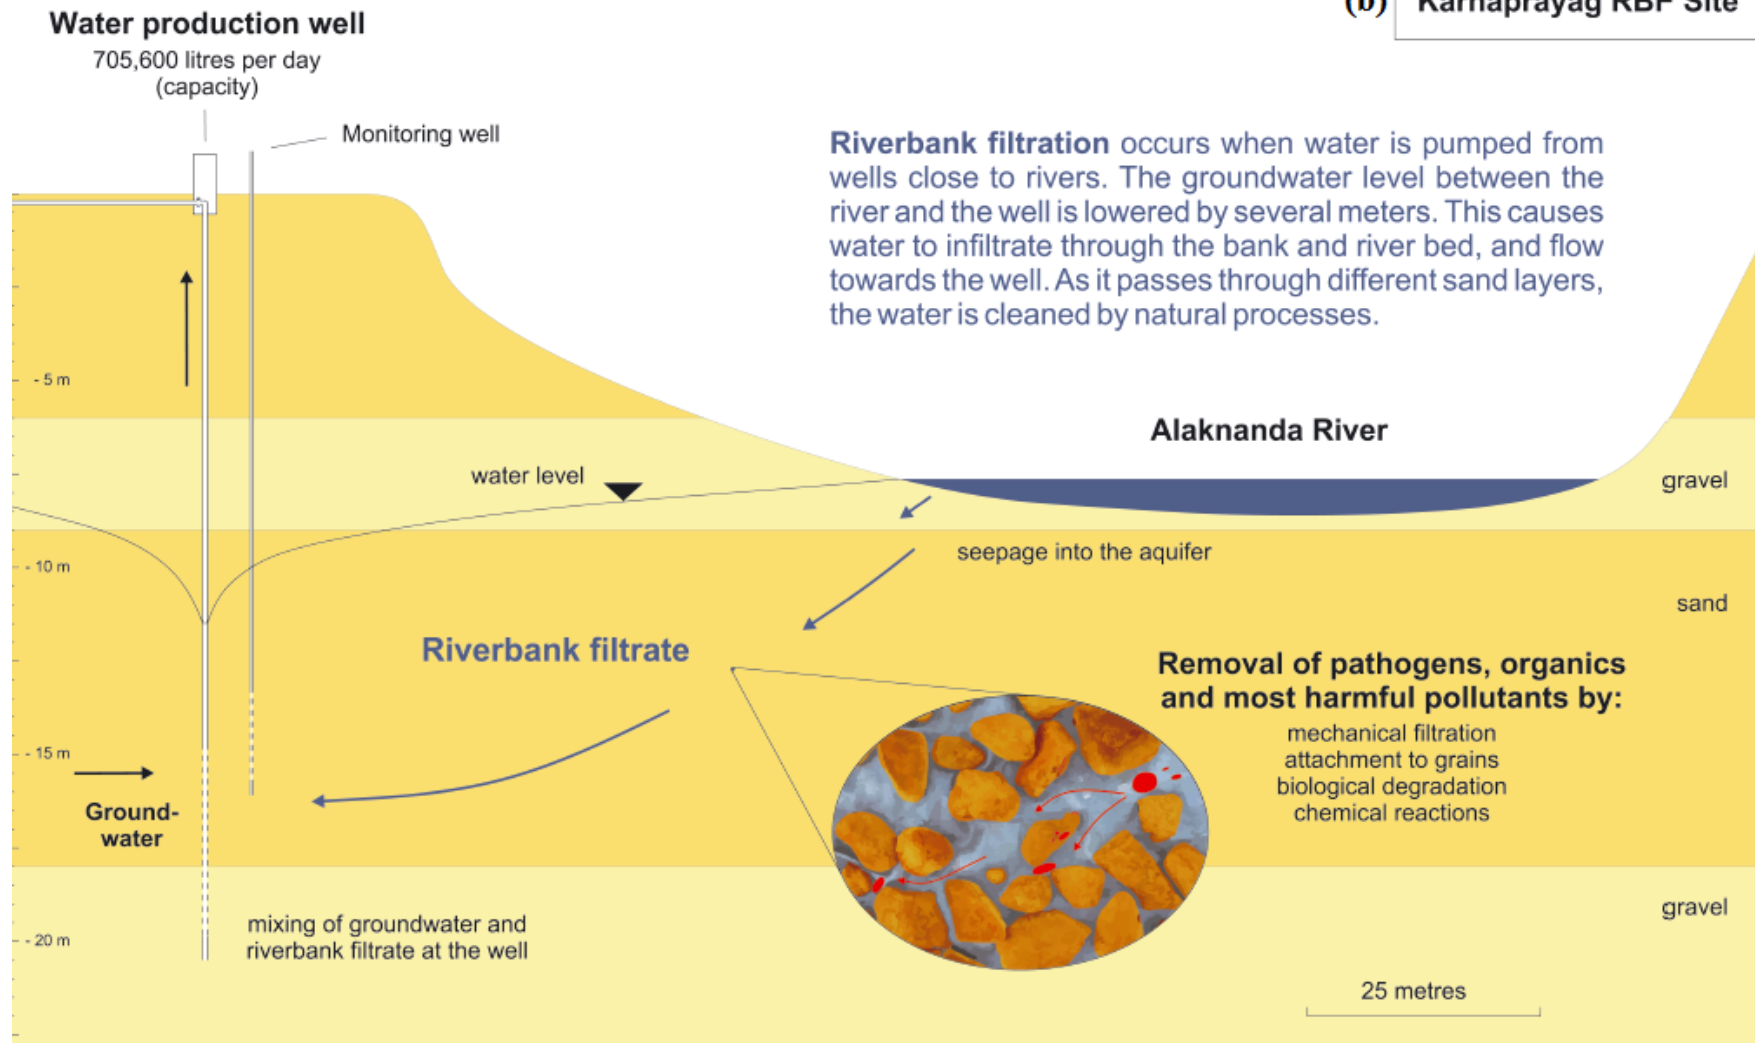 (b) Karnaprayag RBF Site
Water production well
705,600 litres per day
(capacity)
Monitoring well
Riverbank filtration occurs when water is pumped from
wells close to rivers. The groundwater level between the
river and the well is lowered by several meters. This causes
water to infiltrate through the bank and river bed, and flow
towards the well. As it passes through different sand layers,
the water is cleaned by natural processes.
- 5 m
Alaknanda River
water level
gravel
seepage into the aquifer
- 10 m
sand
Riverbank filtrate
Removal of pathogens, organics
and most harmful pollutants by:
mechanical filtration
attachment to grains
biological degradation
chemical reactions
- 15 m
Ground-
water
gravel
mixing of groundwater and
riverbank filtrate at the well
- 20 m
25 metres